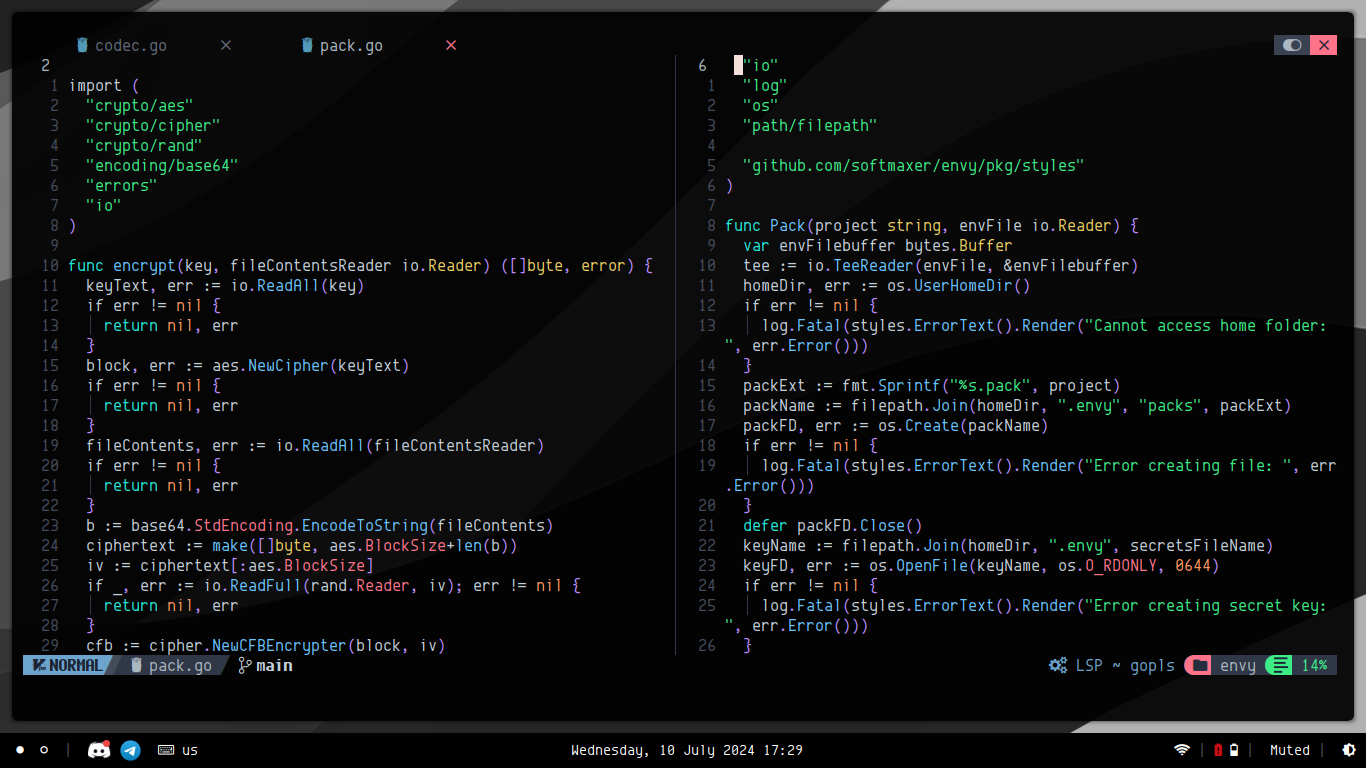 codec.go × pack.go ×
2
1 import (
2 "crypto/aes"
3 "crypto/cipher"
4 "crypto/rand"
5 "encoding/base64"
6 "errors"
7 "io"
8 )
9
10 func encrypt(key, fileContentsReader io.Reader) ([]byte, error) {
11 keyText, err := io.ReadAll(key)
12 if err != nil {
13 return nil, err
14 }
15 block, err := aes.NewCipher(keyText)
16 if err != nil {
17 return nil, err
18 }
19 fileContents, err := io.ReadAll(fileContentsReader)
20 if err != nil {
21 return nil, err
22 }
23 b := base64.StdEncoding.EncodeToString(fileContents)
24 ciphertext := make([]byte, aes.BlockSize+len(b))
25 iv := ciphertext[:aes.BlockSize]
26 if _, err := io.ReadFull(rand.Reader, iv); err != nil {
27 return nil, err
28 }
29 cfb := cipher.NewCFBEncrypter(block, iv)
6 "io"
1 "log"
2 "os"
3 "path/filepath"
4
5 "github.com/softmaxer/envy/pkg/styles"
6 )
7
8 func Pack(project string, envFile io.Reader) {
9 var envFilebuffer bytes.Buffer
10 tee := io.TeeReader(envFile, &envFilebuffer)
11 homeDir, err := os.UserHomeDir()
12 if err != nil {
13 log.Fatal(styles.ErrorText().Render("Cannot access home folder:
", err.Error()))
14 }
15 packExt := fmt.Sprintf("%s.pack", project)
16 packName := filepath.Join(homeDir, ".envy", "packs", packExt)
17 packFD, err := os.Create(packName)
18 if err != nil {
19 log.Fatal(styles.ErrorText().Render("Error creating file: ", err
.Error()))
20 }
21 defer packFD.Close()
22 keyName := filepath.Join(homeDir, ".envy", secretsFileName)
23 keyFD, err := os.OpenFile(keyName, os.O_RDONLY, 0644)
24 if err != nil {
25 log.Fatal(styles.ErrorText().Render("Error creating secret key:
", err.Error()))
26 }
NORMAL pack.go main LSP ~ gopls envy 14%
us Wednesday, 10 July 2024 17:29 Muted